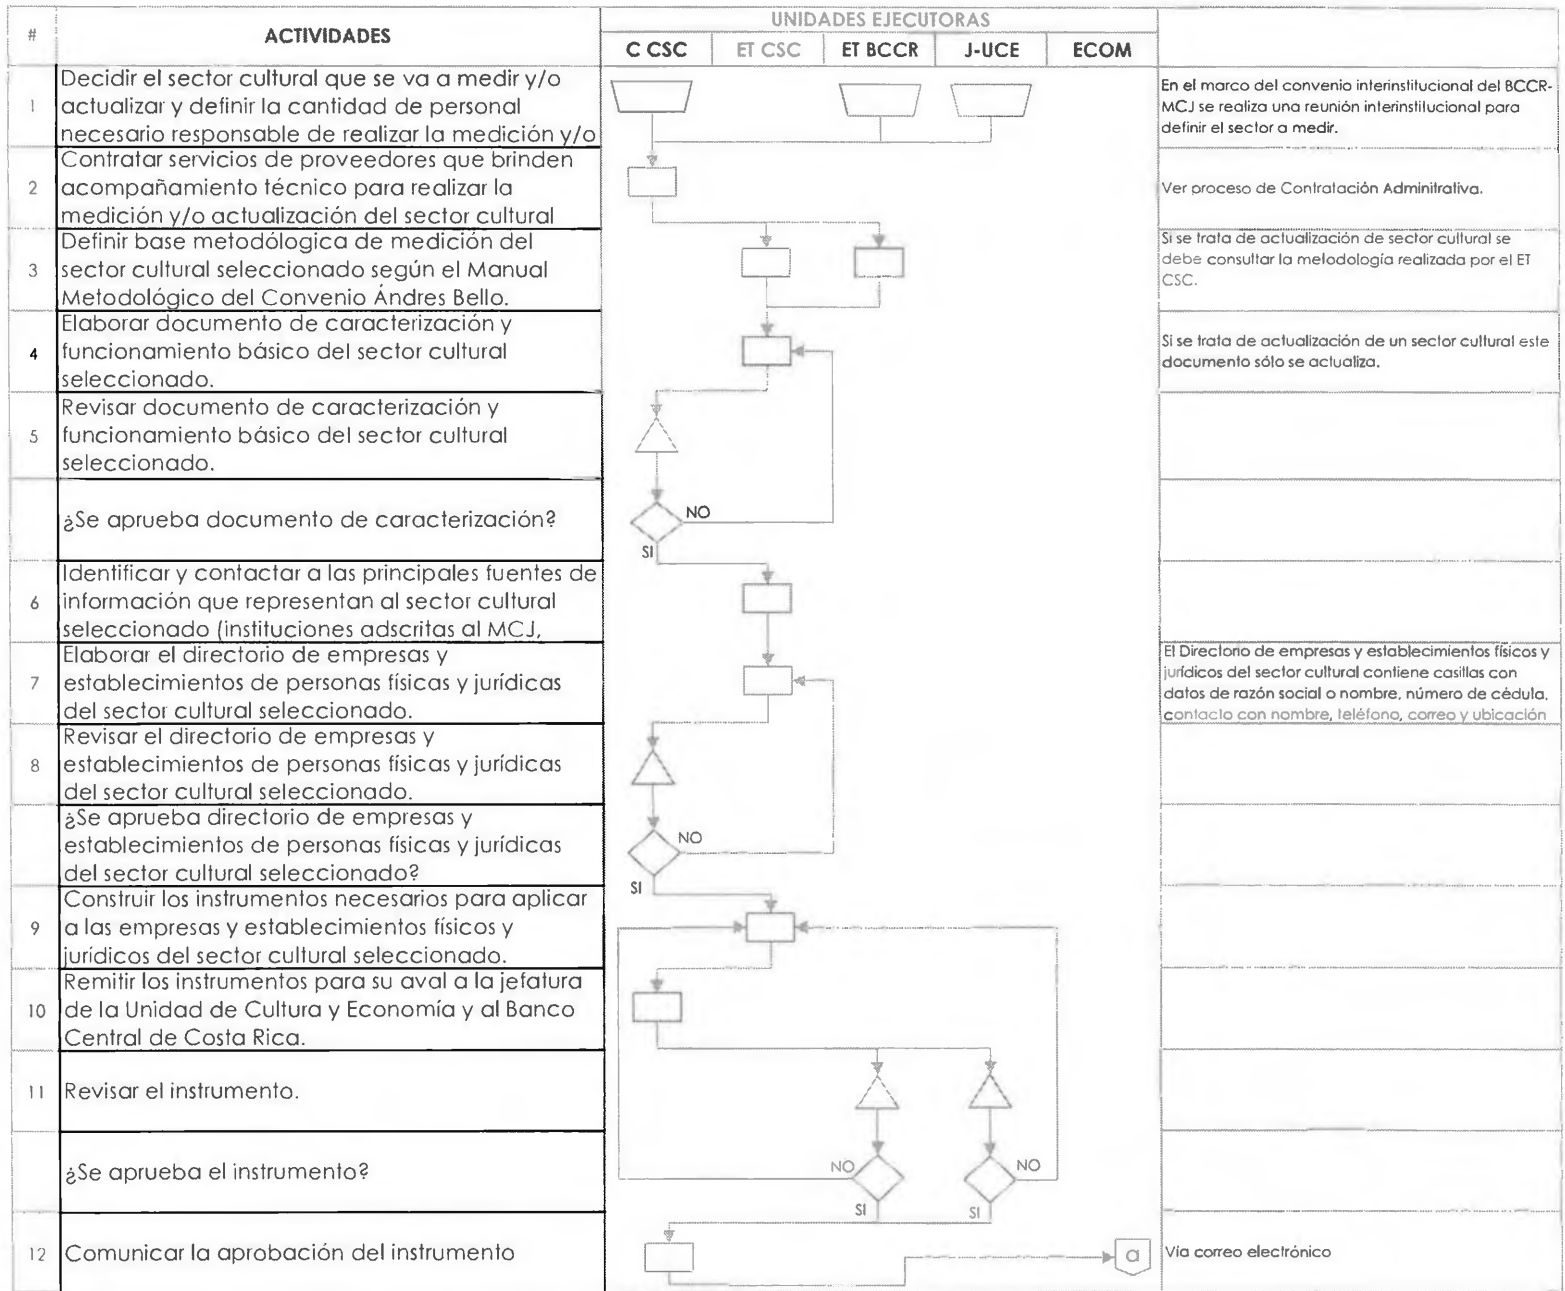 UNIDADES EJECUTORAS
# ACTIVIDADES
C CSC ET CSC ET BCCR J-UCE ECOM
1
Decidir el sector cultural que se va a medir y/o
actualizar y definir la cantidad de personal
necesario responsable de realizar la medición y/o
En el marco del convenio interinstitucional del BCCR-
MCJ se realiza una reunión interinstitucional para
definir el sector a medir.
2
Contratar servicios de proveedores que brinden
acompañamiento técnico para realizar la
medición y/o actualización del sector cultural
Ver proceso de Contratación Adminitrativa.
3
Definir base metodólogica de medición del
sector cultural seleccionado según el Manual
Metodológico del Convenio Ándres Bello.
Si se trata de actualización de sector cultural se
debe consultar la metodología realizada por el ET
CSC.
4
Elaborar documento de caracterización y
funcionamiento básico del sector cultural
seleccionado.
Si se trata de actualización de un sector cultural este
documento sólo se actualiza.
5
Revisar documento de caracterización y
funcionamiento básico del sector cultural
seleccionado.
¿Se aprueba documento de caracterización?
NO
SI
6
Identificar y contactar a las principales fuentes de
información que representan al sector cultural
seleccionado (instituciones adscritas al MCJ,
7
Elaborar el directorio de empresas y
establecimientos de personas físicas y jurídicas
del sector cultural seleccionado.
El Directorio de empresas y establecimientos físicos y
jurídicos del sector cultural contiene casillas con
datos de razón social o nombre, número de cédula,
contacto con nombre, teléfono, correo y ubicación
8
Revisar el directorio de empresas y
establecimientos de personas físicas y jurídicas
del sector cultural seleccionado.
¿Se aprueba directorio de empresas y
establecimientos de personas físicas y jurídicas
del sector cultural seleccionado?
NO
SI
9
Construir los instrumentos necesarios para aplicar
a las empresas y establecimientos físicos y
jurídicos del sector cultural seleccionado.
10
Remitir los instrumentos para su aval a la jefatura
de la Unidad de Cultura y Economía y al Banco
Central de Costa Rica.
11
Revisar el instrumento.
¿Se aprueba el instrumento?
NO NO
SI SI
12
Comunicar la aprobación del instrumento
a
Vía correo electrónico